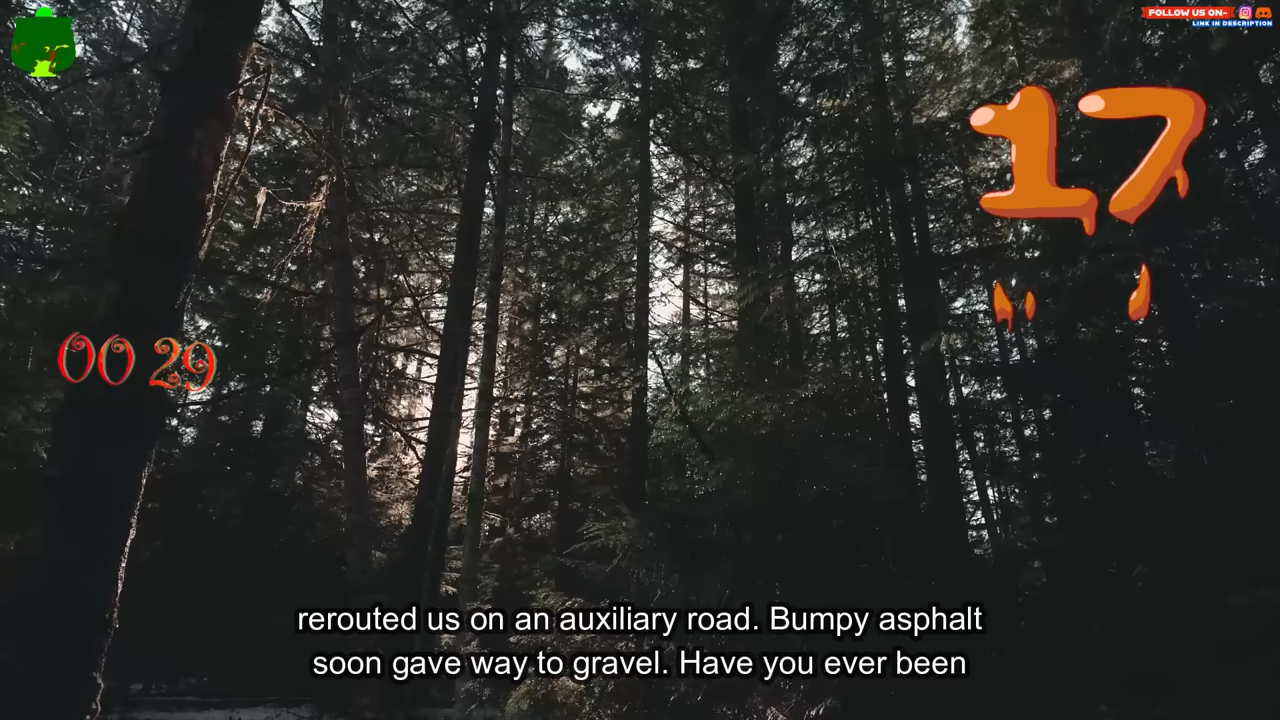 FOLLOW US ON-
LINK IN DESCRIPTION
17
00 29
rerouted us on an auxiliary road. Bumpy asphalt
soon gave way to gravel. Have you ever been